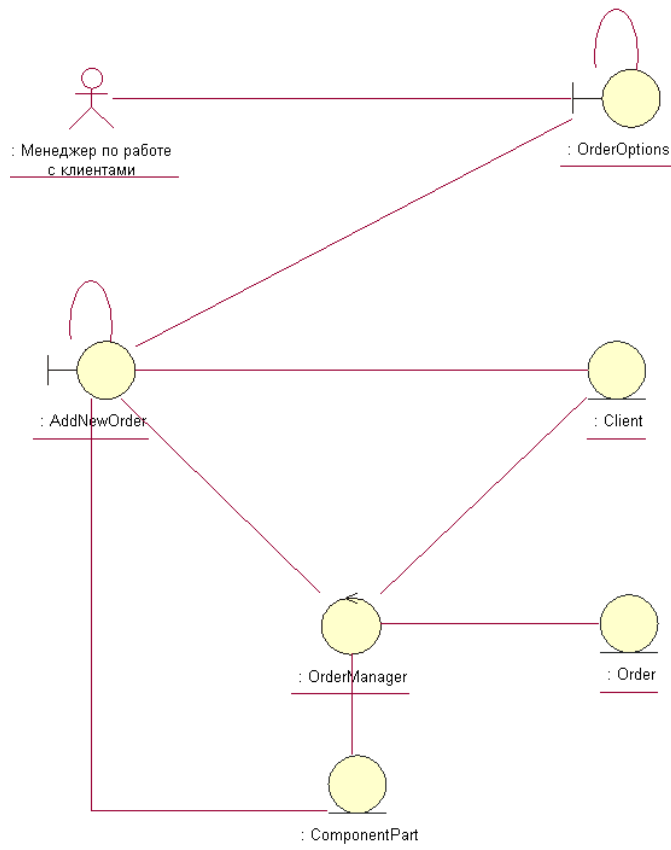 : Менеджер по работе
с клиентами
: OrderOptions
: AddNewOrder
: Client
: OrderManager
: Order
: ComponentPart